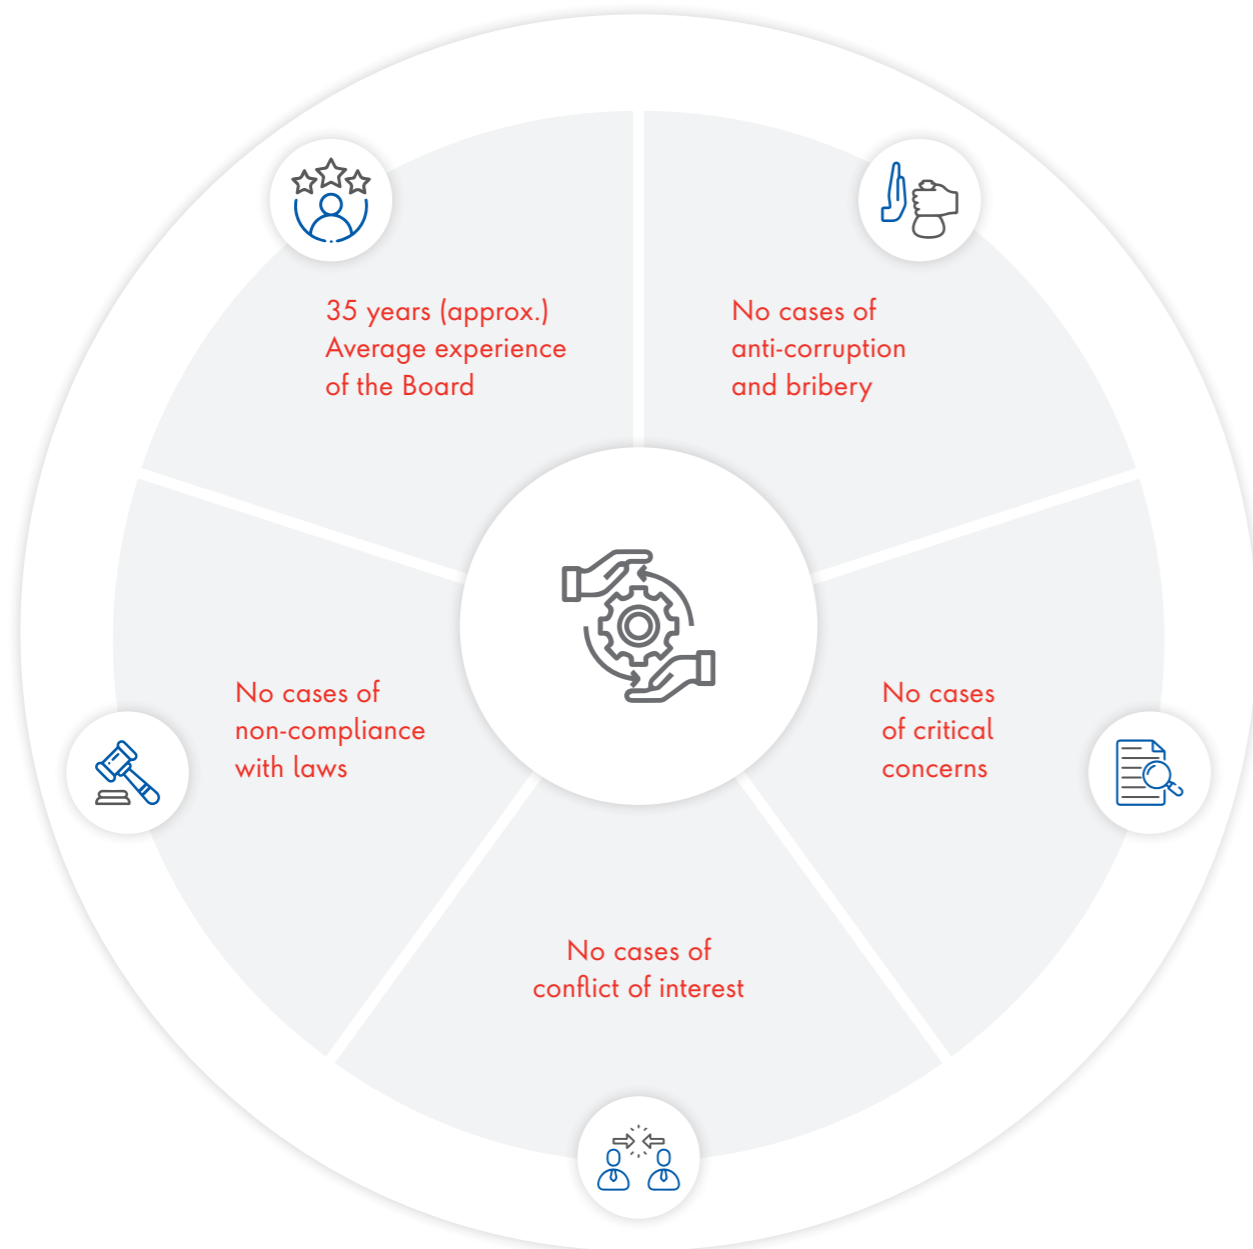 35 years (approx.)
Average experience
of the Board
No cases of
anti-corruption
and bribery
No cases of
non-compliance
with laws
No cases
of critical
concerns
No cases of
conflict of interest